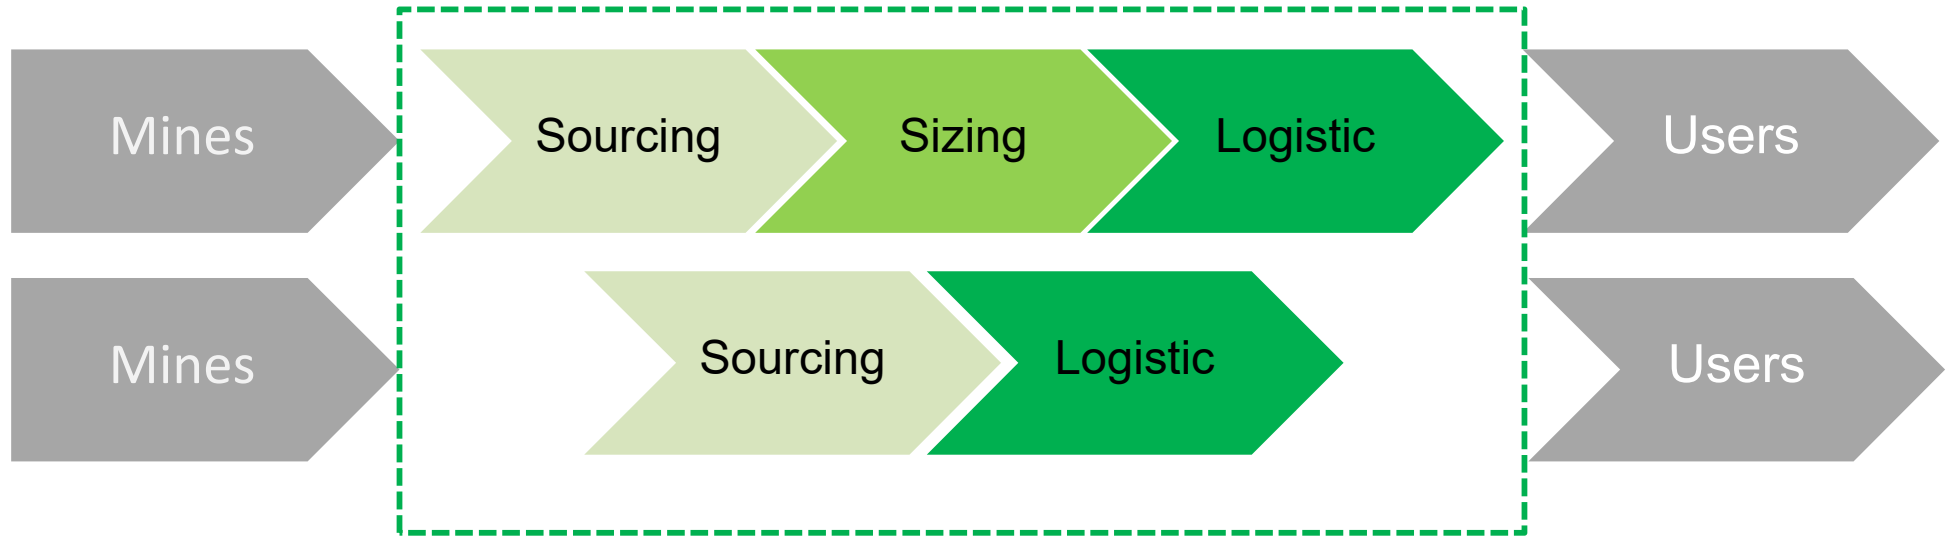 Mines
Sourcing
Sizing
Logistic
Users
Mines
Sourcing
Logistic
Users